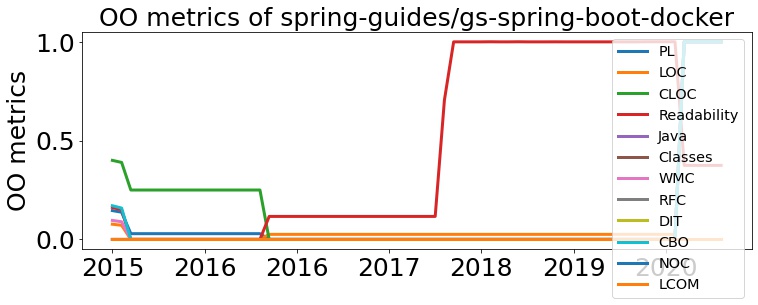 OO metrics of spring-guides/gs-spring-boot-docker
OO metrics
1.0
0.5
0.0
2015
2016
2016
2017
2018
2019
2020
PL
LOC
CLOC
Readability
Java
Classes
WMC
RFC
DIT
CBO
NOC
LCOM